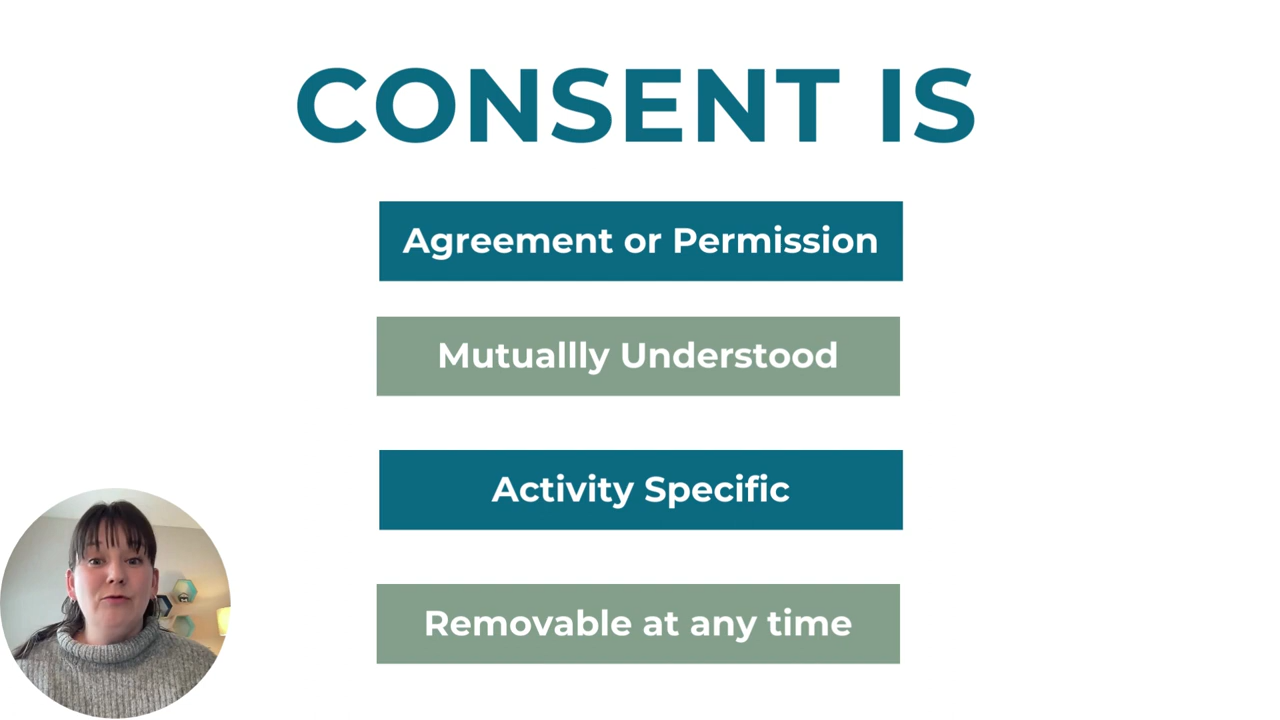 CONSENT IS
Agreement or Permission
Mutuallly Understood
Activity Specific
Removable at any time